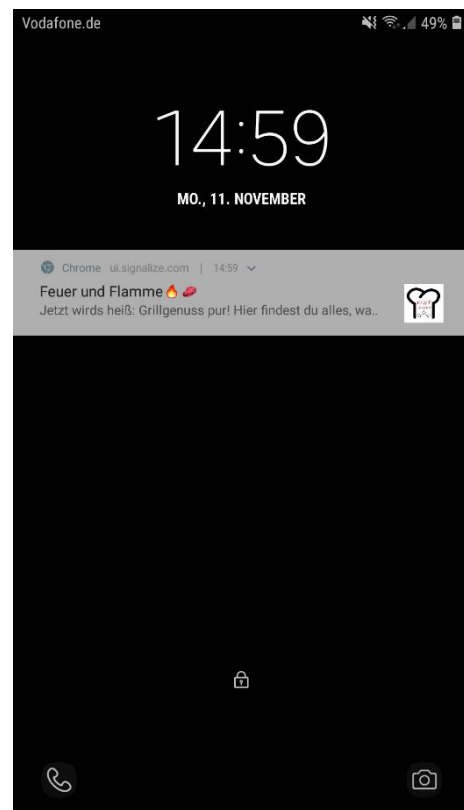 Vodafone.de 49%
14:59
MO., 11. NOVEMBER
Chrome ui.signalize.com | 14:59
Feuer und Flamme🔥🥩
Jetzt wirds heiß: Grillgenuss pur! Hier findest du alles, wa..